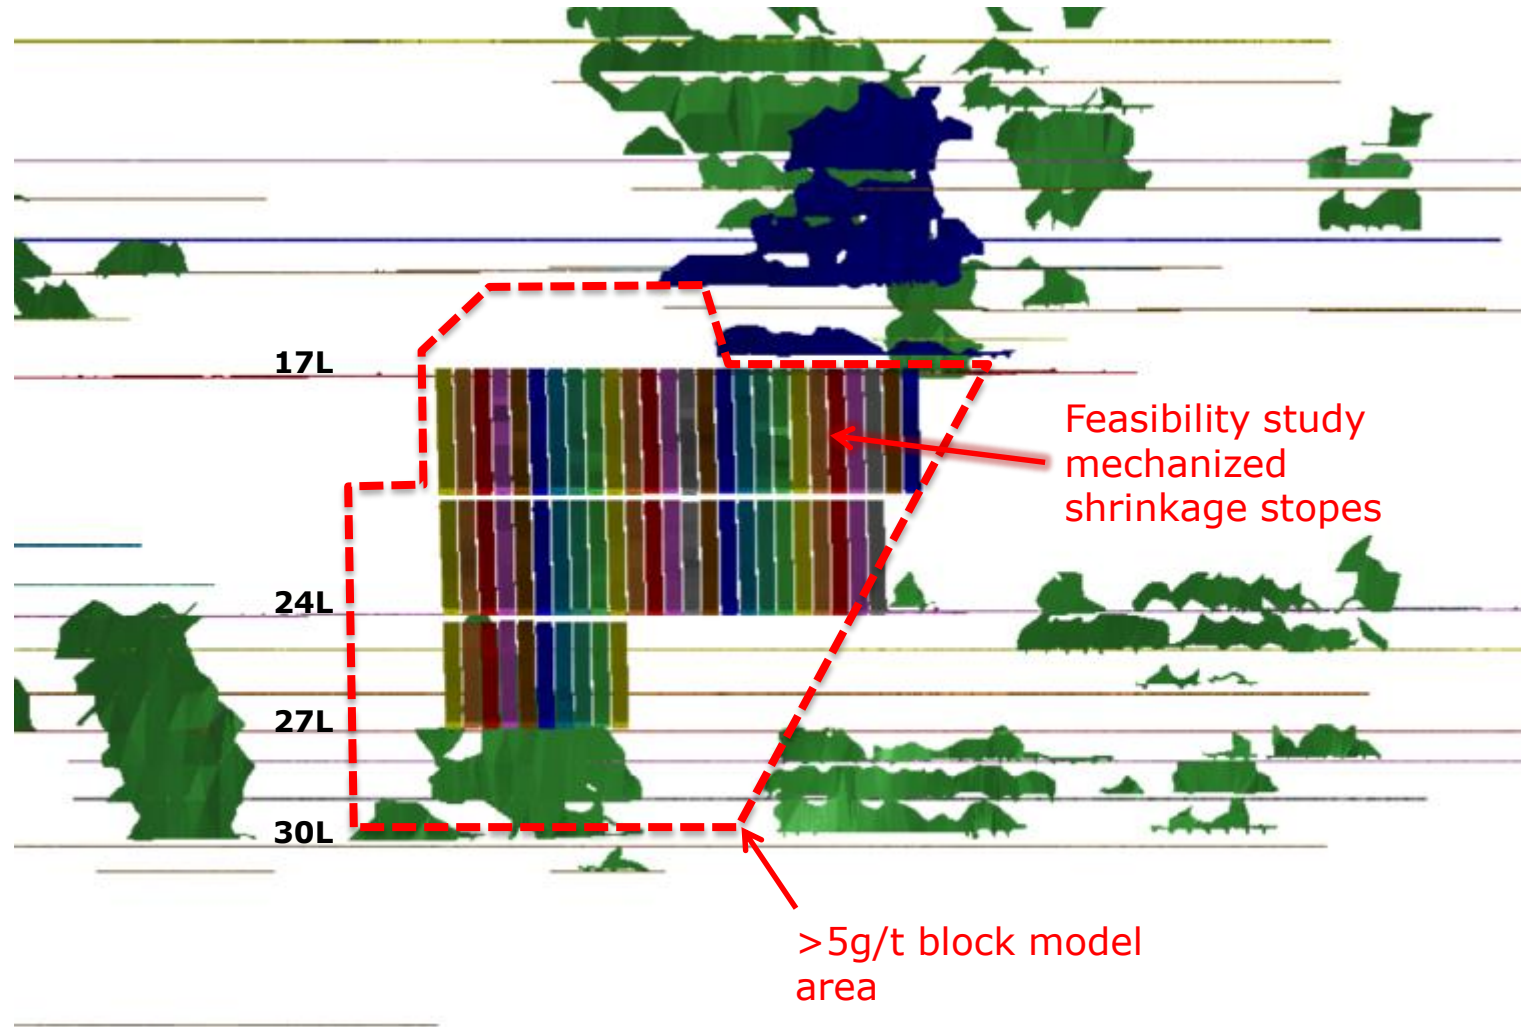 17L
Feasibility study
mechanized
shrinkage stopes
24L
27L
30L
>5g/t block model
area